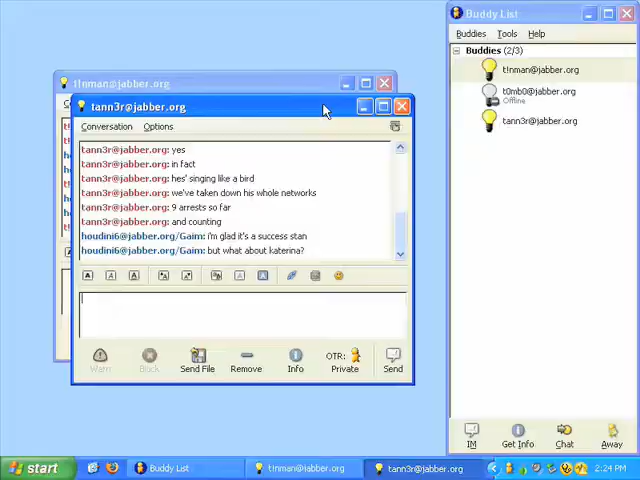 Buddy List
Buddies Tools Help
Buddies (2/3)
t1nman@jabber.org
t0mb0@jabber.org
Offline
tann3r@jabber.org
t1nman@jabber.org
tann3r@jabber.org
Conversation Options
tann3r@jabber.org: yes
tann3r@jabber.org: in fact
tann3r@jabber.org: hes' singing like a bird
tann3r@jabber.org: we've taken down his whole networks
tann3r@jabber.org: 9 arrests so far
tann3r@jabber.org: and counting
houdini6@jabber.org/Gaim: i'm glad it's a success stan
houdini6@jabber.org/Gaim: but what about katerina?
A A A
Warn Block Send File Remove Info OTR: Private Send
IM Get Info Chat Away
start Buddy List t1nman@jabber.org tann3r@jabber.org 2:24 PM